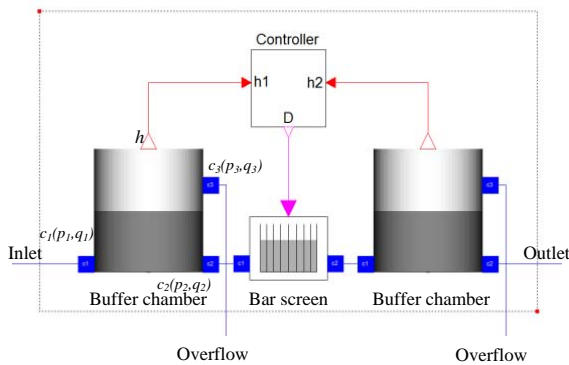 Controller
h1
h2
D
h
c₃(p₃,q₃)
c3
c3
c₁(p₁,q₁)
Inlet
c1
c2
c1
c2
c1
c2
Outlet
c₂(p₂,q₂)
Buffer chamber
Bar screen
Buffer chamber
Overflow
Overflow